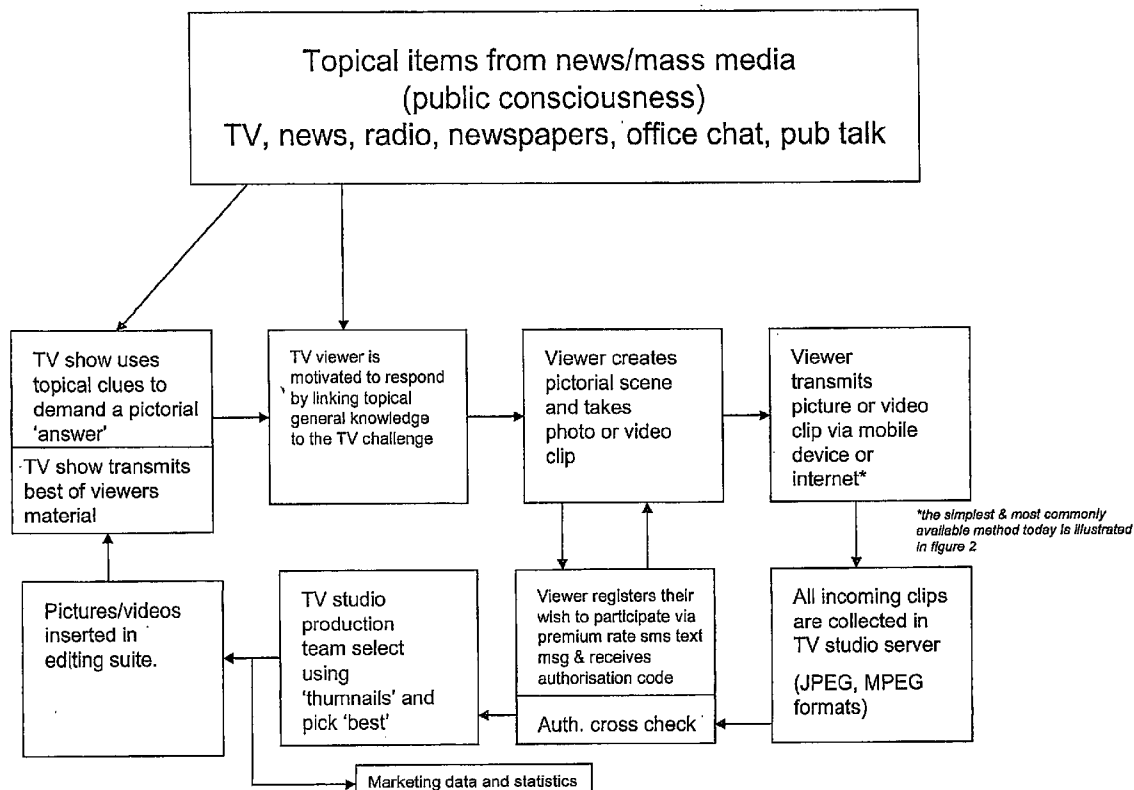 Topical items from news/mass media
(public consciousness)
TV, news, radio, newspapers, office chat, pub talk
TV show uses
topical clues to
demand a pictorial
‘answer’
TV show transmits
best of viewers
material
TV viewer is
motivated to respond
by linking topical
general knowledge
to the TV challenge
Viewer creates
pictorial scene
and takes
photo or video
clip
Viewer
transmits
picture or video
clip via mobile
device or
internet*
*the simplest & most commonly
available method today is illustrated
in figure 2
Pictures/videos
inserted in
editing suite.
TV studio
production
team select
using
‘thumnails’ and
pick ‘best’
Viewer registers their
wish to participate via
premium rate sms text
msg & receives
authorisation code
Auth. cross check
All incoming clips
are collected in
TV studio server
(JPEG, MPEG
formats)
Marketing data and statistics